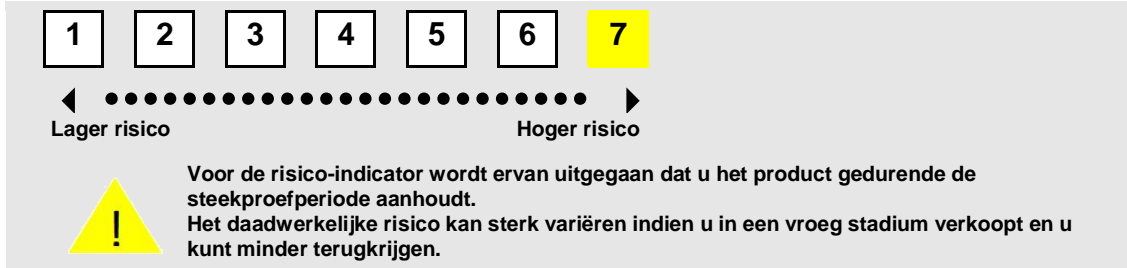 1 2 3 4 5 6 7
Lager risico Hoger risico
Voor de risico-indicator wordt ervan uitgegaan dat u het product gedurende de
steekproefperiode aanhoudt.
Het daadwerkelijke risico kan sterk variëren indien u in een vroeg stadium verkoopt en u
kunt minder terugkrijgen.
!